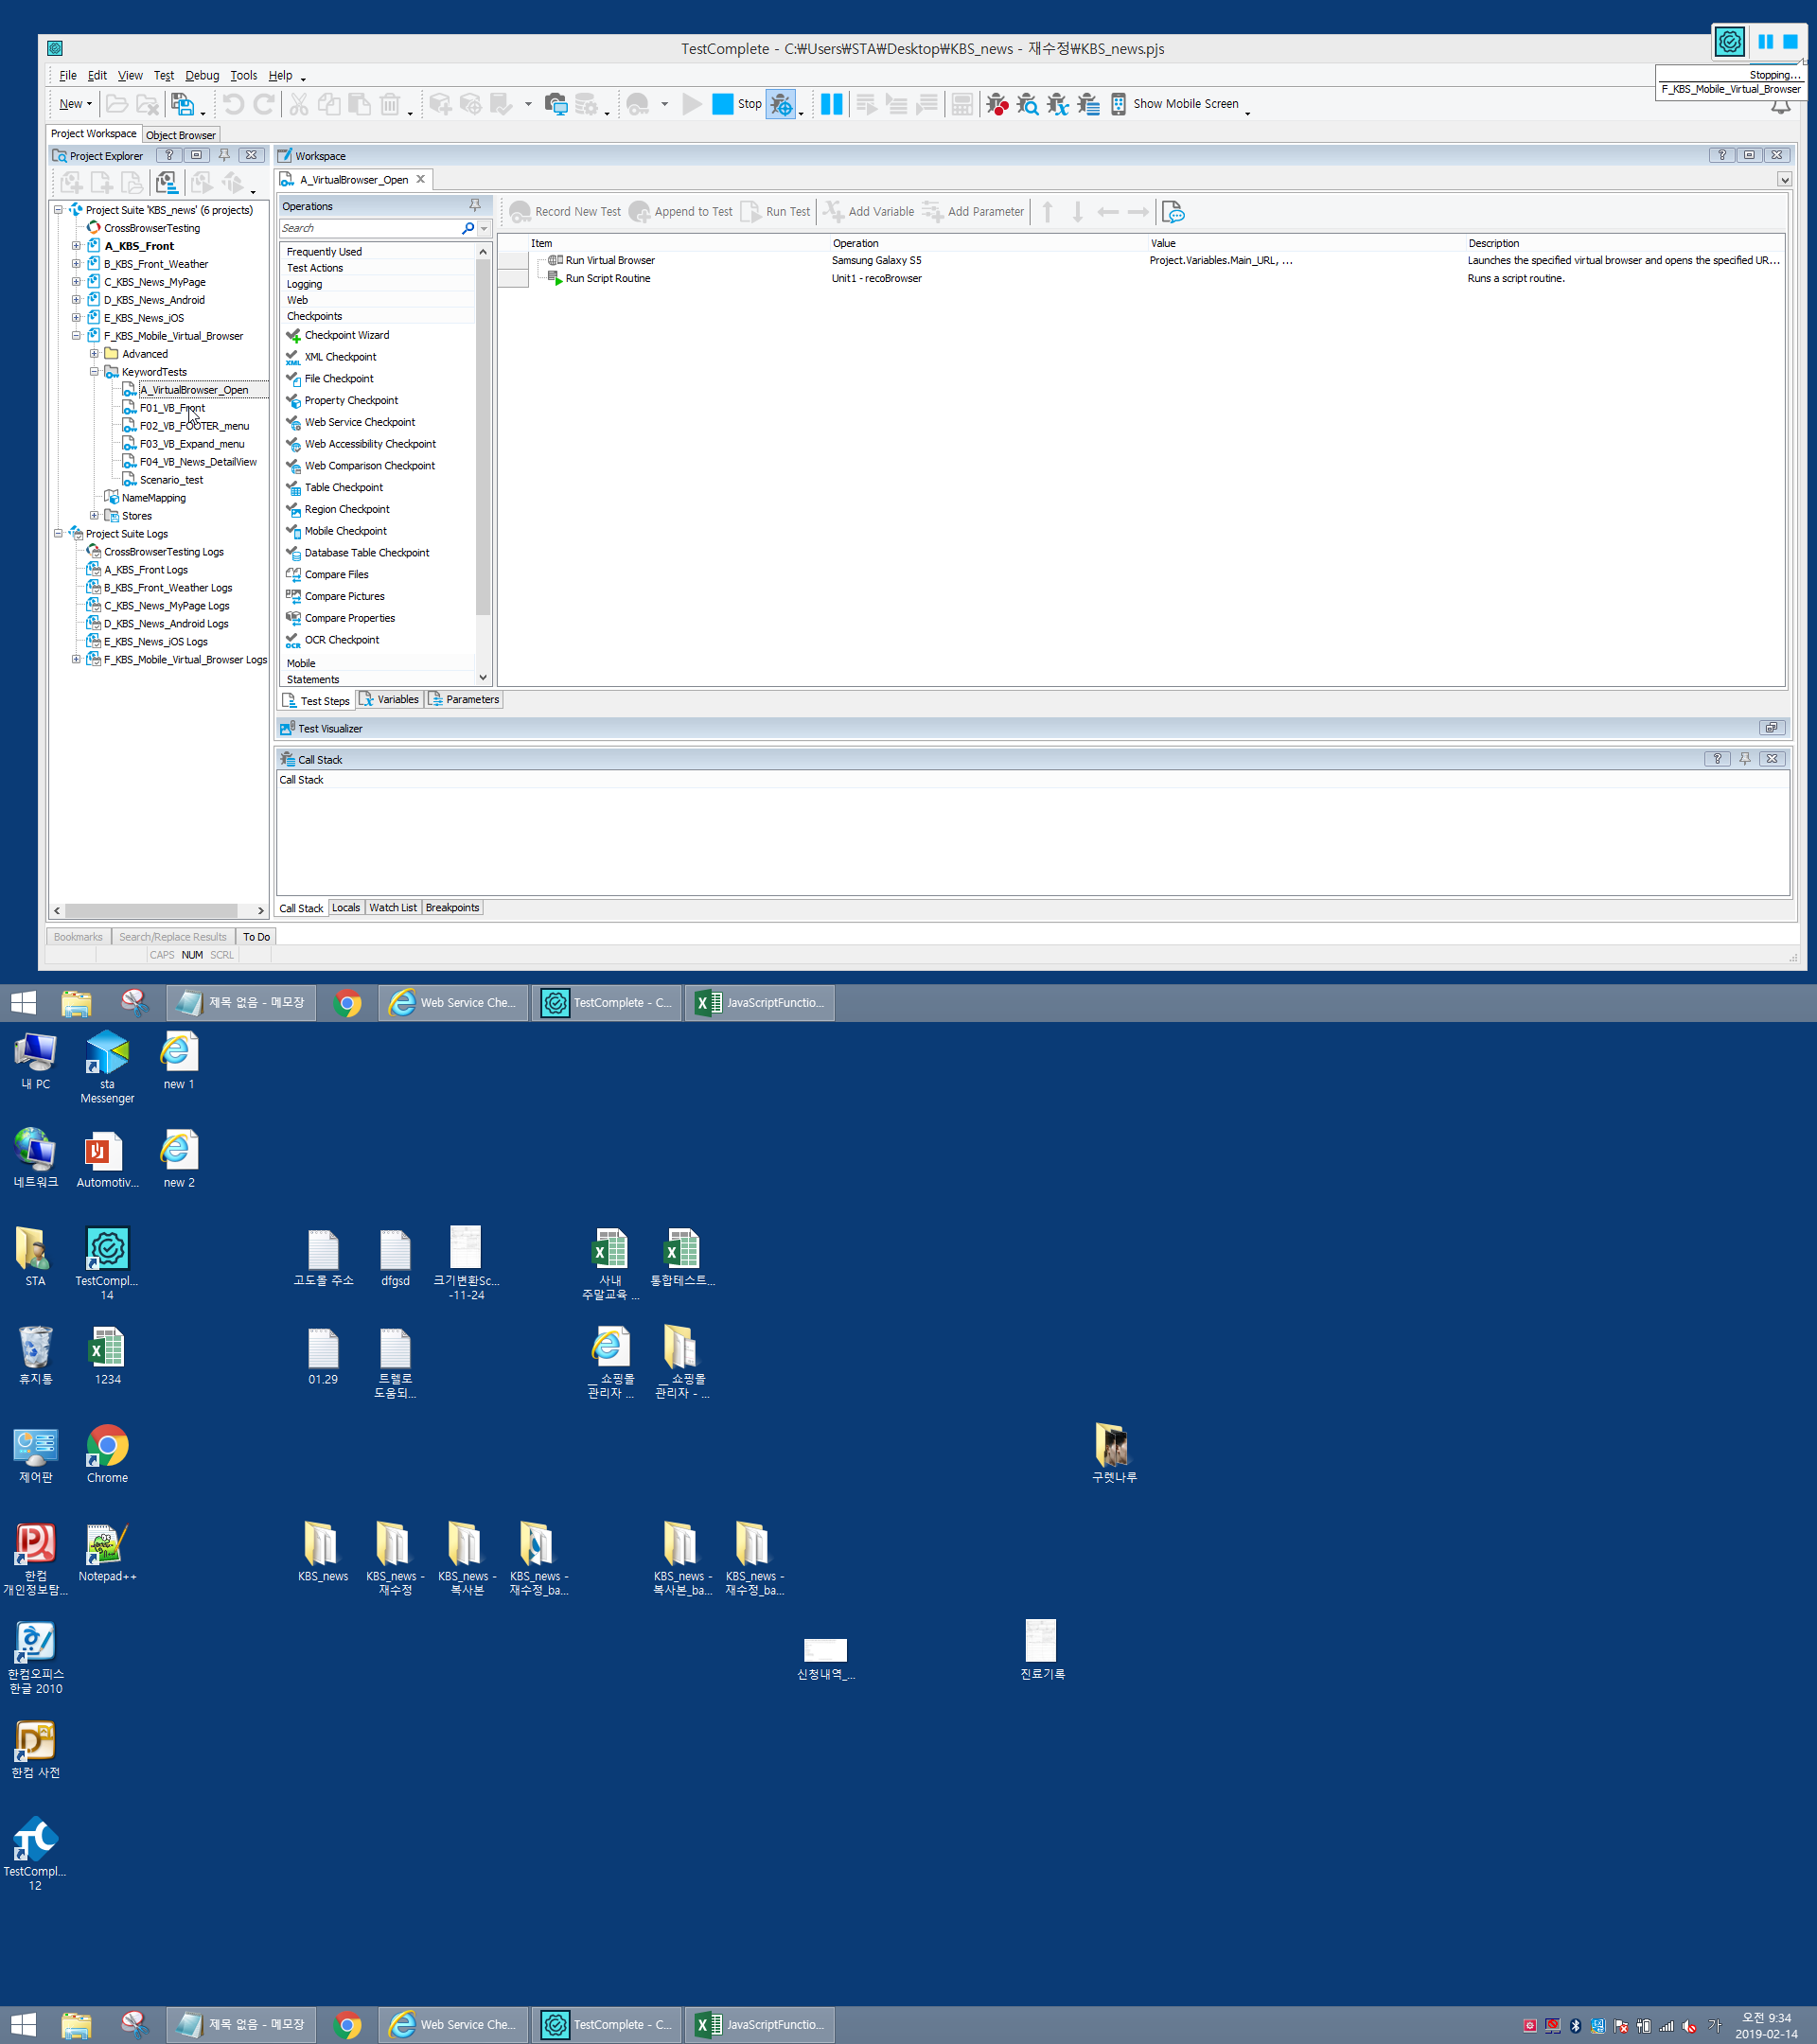 TestComplete - C:₩Users₩STA₩Desktop₩KBS_news - 재수정₩KBS_news.pjs
Stopping...
F_KBS_Mobile_Virtual_Browser
File Edit View Test Debug Tools Help
New Stop Show Mobile Screen
Project Workspace Object Browser
Project Explorer
Project Suite 'KBS_news' (6 projects)
CrossBrowserTesting
A_KBS_Front
B_KBS_Front_Weather
C_KBS_News_MyPage
D_KBS_News_Android
E_KBS_News_iOS
F_KBS_Mobile_Virtual_Browser
Advanced
KeywordTests
A_VirtualBrowser_Open
F01_VB_Front
F02_VB_FOOTER_menu
F03_VB_Expand_menu
F04_VB_News_DetailView
Scenario_test
NameMapping
Stores
Project Suite Logs
CrossBrowserTesting Logs
A_KBS_Front Logs
B_KBS_Front_Weather Logs
C_KBS_News_MyPage Logs
D_KBS_News_Android Logs
E_KBS_News_iOS Logs
F_KBS_Mobile_Virtual_Browser Logs
Workspace
A_VirtualBrowser_Open
Operations
Search
Frequently Used
Test Actions
Logging
Web
Checkpoints
Checkpoint Wizard
XML Checkpoint
File Checkpoint
Property Checkpoint
Web Service Checkpoint
Web Accessibility Checkpoint
Web Comparison Checkpoint
Table Checkpoint
Region Checkpoint
Mobile Checkpoint
Database Table Checkpoint
Compare Files
Compare Pictures
Compare Properties
OCR Checkpoint
Mobile
Statements
Record New Test Append to Test Run Test Add Variable Add Parameter
Item Operation Value Description
Run Virtual Browser Samsung Galaxy S5 Project.Variables.Main_URL, ... Launches the specified virtual browser and opens the specified UR...
Run Script Routine Unit1 - recoBrowser Runs a script routine.
Test Steps Variables Parameters
Test Visualizer
Call Stack
Call Stack
Call Stack Locals Watch List Breakpoints
Bookmarks Search/Replace Results To Do
CAPS NUM SCRL
제목 없음 - 메모장 Web Service Che... TestComplete - C... JavaScriptFunctio...
내 PC
sta
Messenger
new 1
네트워크
Automotiv...
new 2
STA
TestCompl...
14
고도몰 주소
dfgsd
크기변환Sc...
-11-24
사내
주말교육 ...
통합테스트...
휴지통
1234
01.29
트렐로
도움되...
__ 쇼핑몰
관리자 ...
__ 쇼핑몰
관리자 - ...
제어판
Chrome
구렛나루
한컴
개인정보탐...
Notepad++
KBS_news
KBS_news -
재수정
KBS_news -
복사본
KBS_news -
재수정_ba...
KBS_news -
복사본_ba...
KBS_news -
재수정_ba...
한컴오피스
한글 2010
신청내역_...
진료기록
한컴 사전
TestCompl...
12
제목 없음 - 메모장 Web Service Che... TestComplete - C... JavaScriptFunctio...
가
오전 9:34
2019-02-14